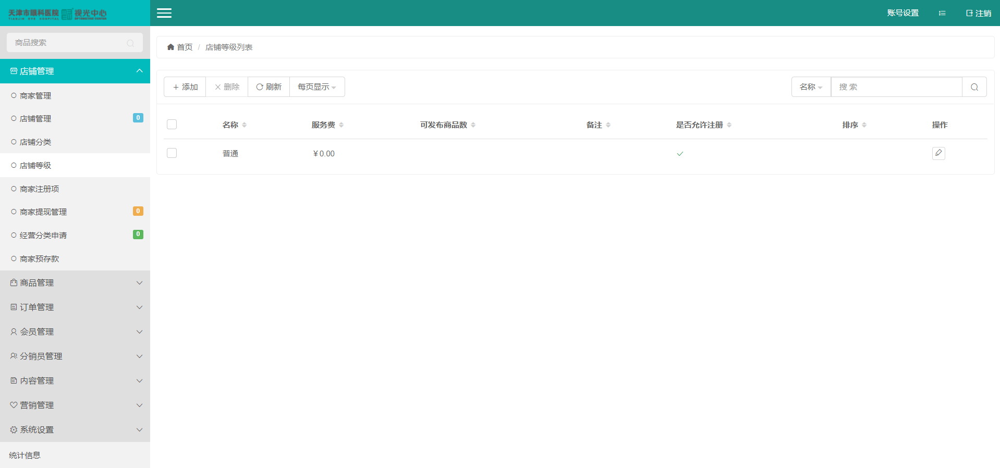 天津市眼科医院 视光中心
TIANJIN EYE HOSPITAL OPTOMETRIC CENTER
账号设置
注销
商品搜索
首页 / 店铺等级列表
店铺管理
商家管理
店铺管理 0
店铺分类
店铺等级
商家注册项
商家提现管理 0
经营分类申请 0
商家预存款
商品管理
订单管理
会员管理
分销员管理
内容管理
营销管理
系统设置
统计信息
添加 删除 刷新 每页显示
名称 搜 索
名称 服务费 可发布商品数 备注 是否允许注册 排序 操作
普通 ¥0.00